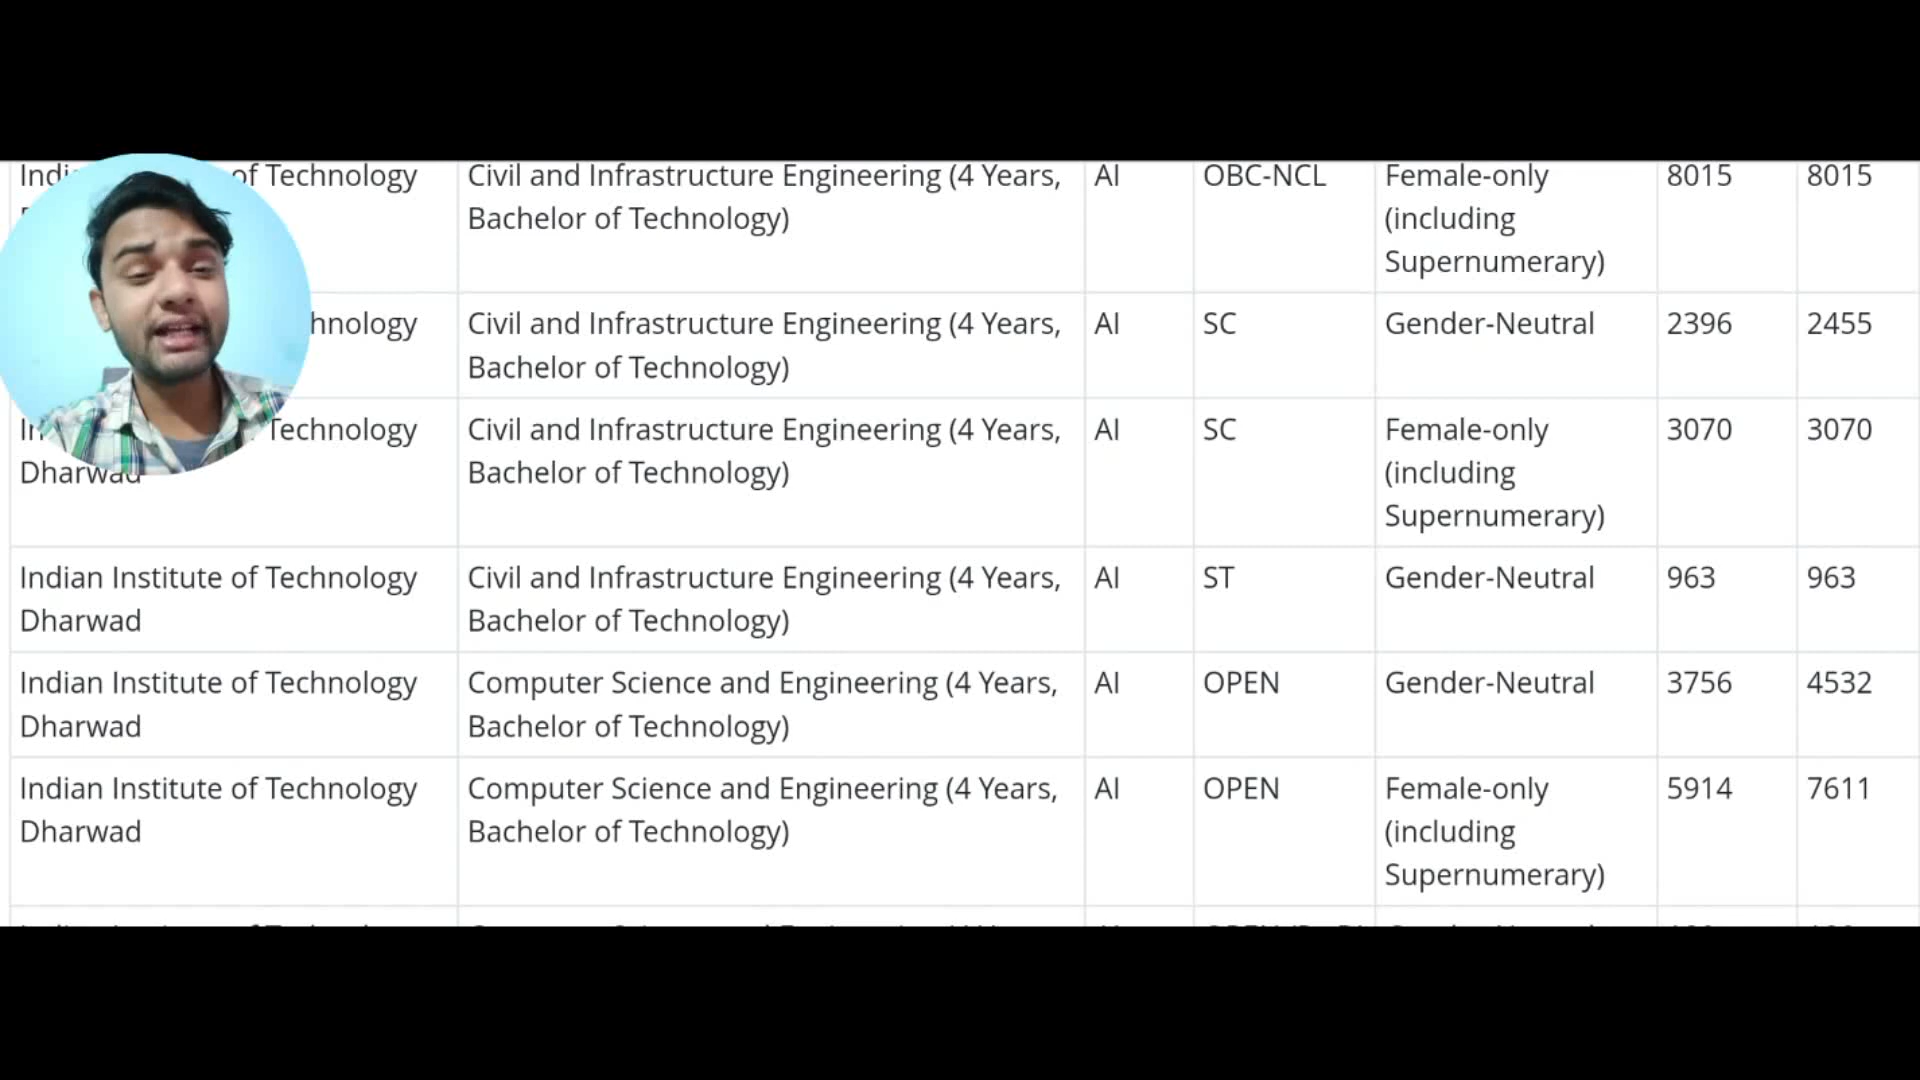 of Technology Civil and Infrastructure Engineering (4 Years, AI OBC-NCL Female-only 8015 8015
Bachelor of Technology) (including
Supernumerary)
Civil and Infrastructure Engineering (4 Years, AI SC Gender-Neutral 2396 2455
Bachelor of Technology)
Technology Civil and Infrastructure Engineering (4 Years, AI SC Female-only 3070 3070
Dharwad Bachelor of Technology) (including
Supernumerary)
Indian Institute of Technology Civil and Infrastructure Engineering (4 Years, AI ST Gender-Neutral 963 963
Dharwad Bachelor of Technology)
Indian Institute of Technology Computer Science and Engineering (4 Years, AI OPEN Gender-Neutral 3756 4532
Dharwad Bachelor of Technology)
Indian Institute of Technology Computer Science and Engineering (4 Years, AI OPEN Female-only 5914 7611
Dharwad Bachelor of Technology) (including
Supernumerary)